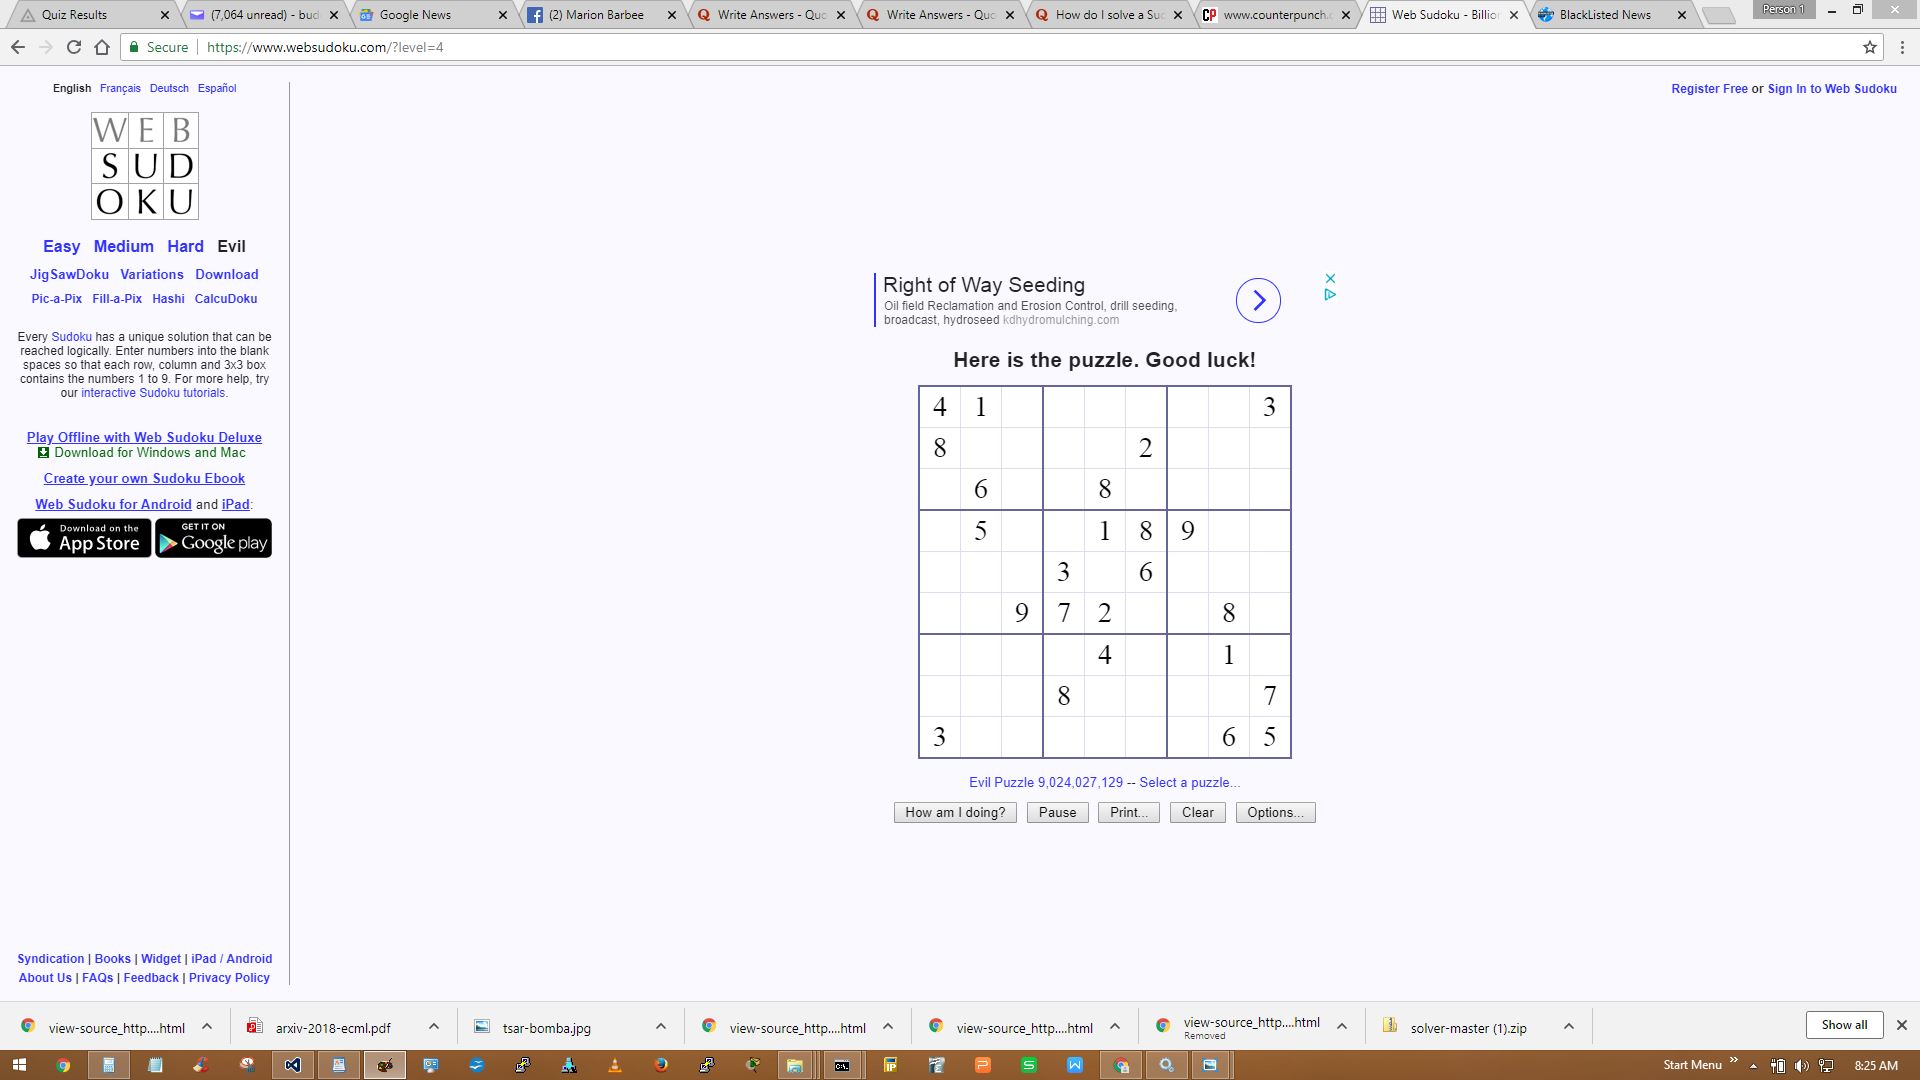 Quiz Results
(7,064 unread) - bud
Google News
(2) Marion Barbee
Write Answers - Quo
Write Answers - Quo
How do I solve a Sud
www.counterpunch.o
Web Sudoku - Billion
BlackListed News
Person 1
Secure https://www.websudoku.com/?level=4
English Français Deutsch Español
Register Free or Sign In to Web Sudoku
WEB
SUD
OKU
Easy Medium Hard Evil
JigSawDoku Variations Download
Pic-a-Pix Fill-a-Pix Hashi CalcuDoku
Every Sudoku has a unique solution that can be
reached logically. Enter numbers into the blank
spaces so that each row, column and 3x3 box
contains the numbers 1 to 9. For more help, try
our interactive Sudoku tutorials.
Play Offline with Web Sudoku Deluxe
Download for Windows and Mac
Create your own Sudoku Ebook
Web Sudoku for Android and iPad:
Download on the
App Store
GET IT ON
Google play
Right of Way Seeding
Oil field Reclamation and Erosion Control, drill seeding,
broadcast, hydroseed kdhydromulching.com
Here is the puzzle. Good luck!
4 1 3
8 2
6 8
5 1 8 9
3 6
9 7 2 8
4 1
8 7
3 6 5
Evil Puzzle 9,024,027,129 -- Select a puzzle...
How am I doing? Pause Print... Clear Options...
Syndication | Books | Widget | iPad / Android
About Us | FAQs | Feedback | Privacy Policy
view-source_http....html
arxiv-2018-ecml.pdf
tsar-bomba.jpg
view-source_http....html
view-source_http....html
view-source_http....html
Removed
solver-master (1).zip
Show all
Start Menu
8:25 AM